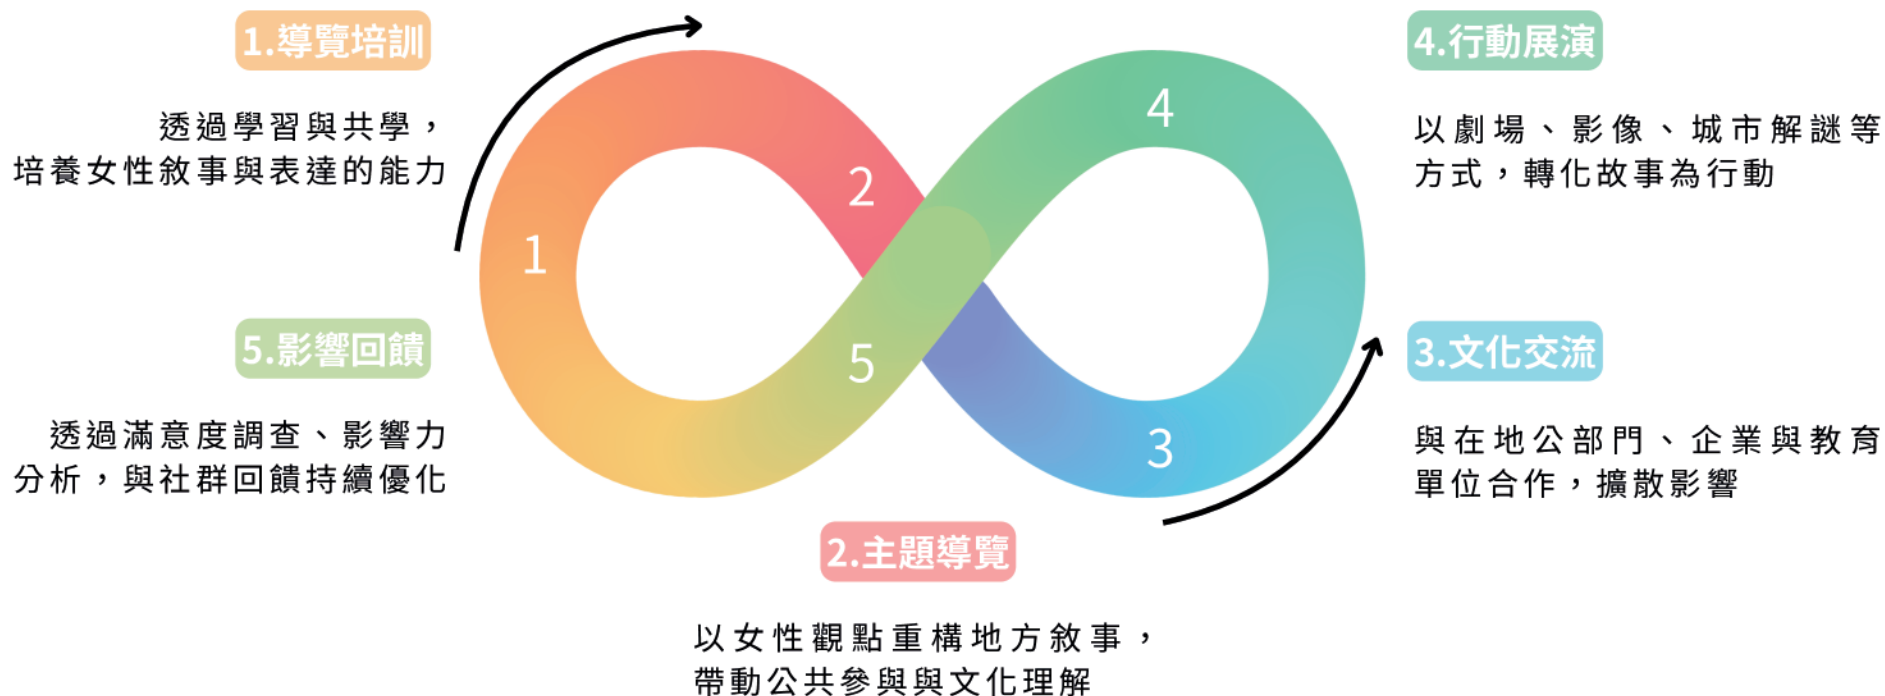 1.導覽培訓
透過學習與共學，
培養女性敘事與表達的能力
5.影響回饋
透過滿意度調查、影響力
分析，與社群回饋持續優化
1
2
3
4
5
2.主題導覽
以女性觀點重構地方敘事，
帶動公共參與與文化理解
4.行動展演
以劇場、影像、城市解謎等
方式，轉化故事為行動
3.文化交流
與在地公部門、企業與教育
單位合作，擴散影響